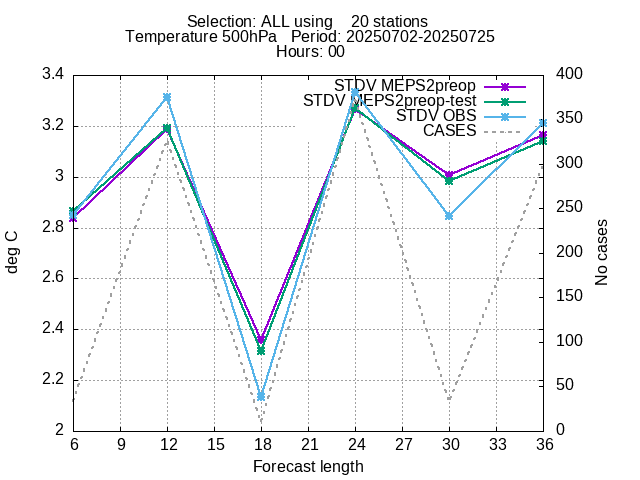 Selection: ALL using 20 stations
Temperature 500hPa Period: 20250702-20250725
Hours: 00
STDV MEPS2preop
STDV MEPS2preop-test
STDV OBS
CASES
3.4
3.2
3
2.8
2.6
2.4
2.2
2
deg C
400
350
300
250
200
150
100
50
0
No cases
6 9 12 15 18 21 24 27 30 33 36
Forecast length